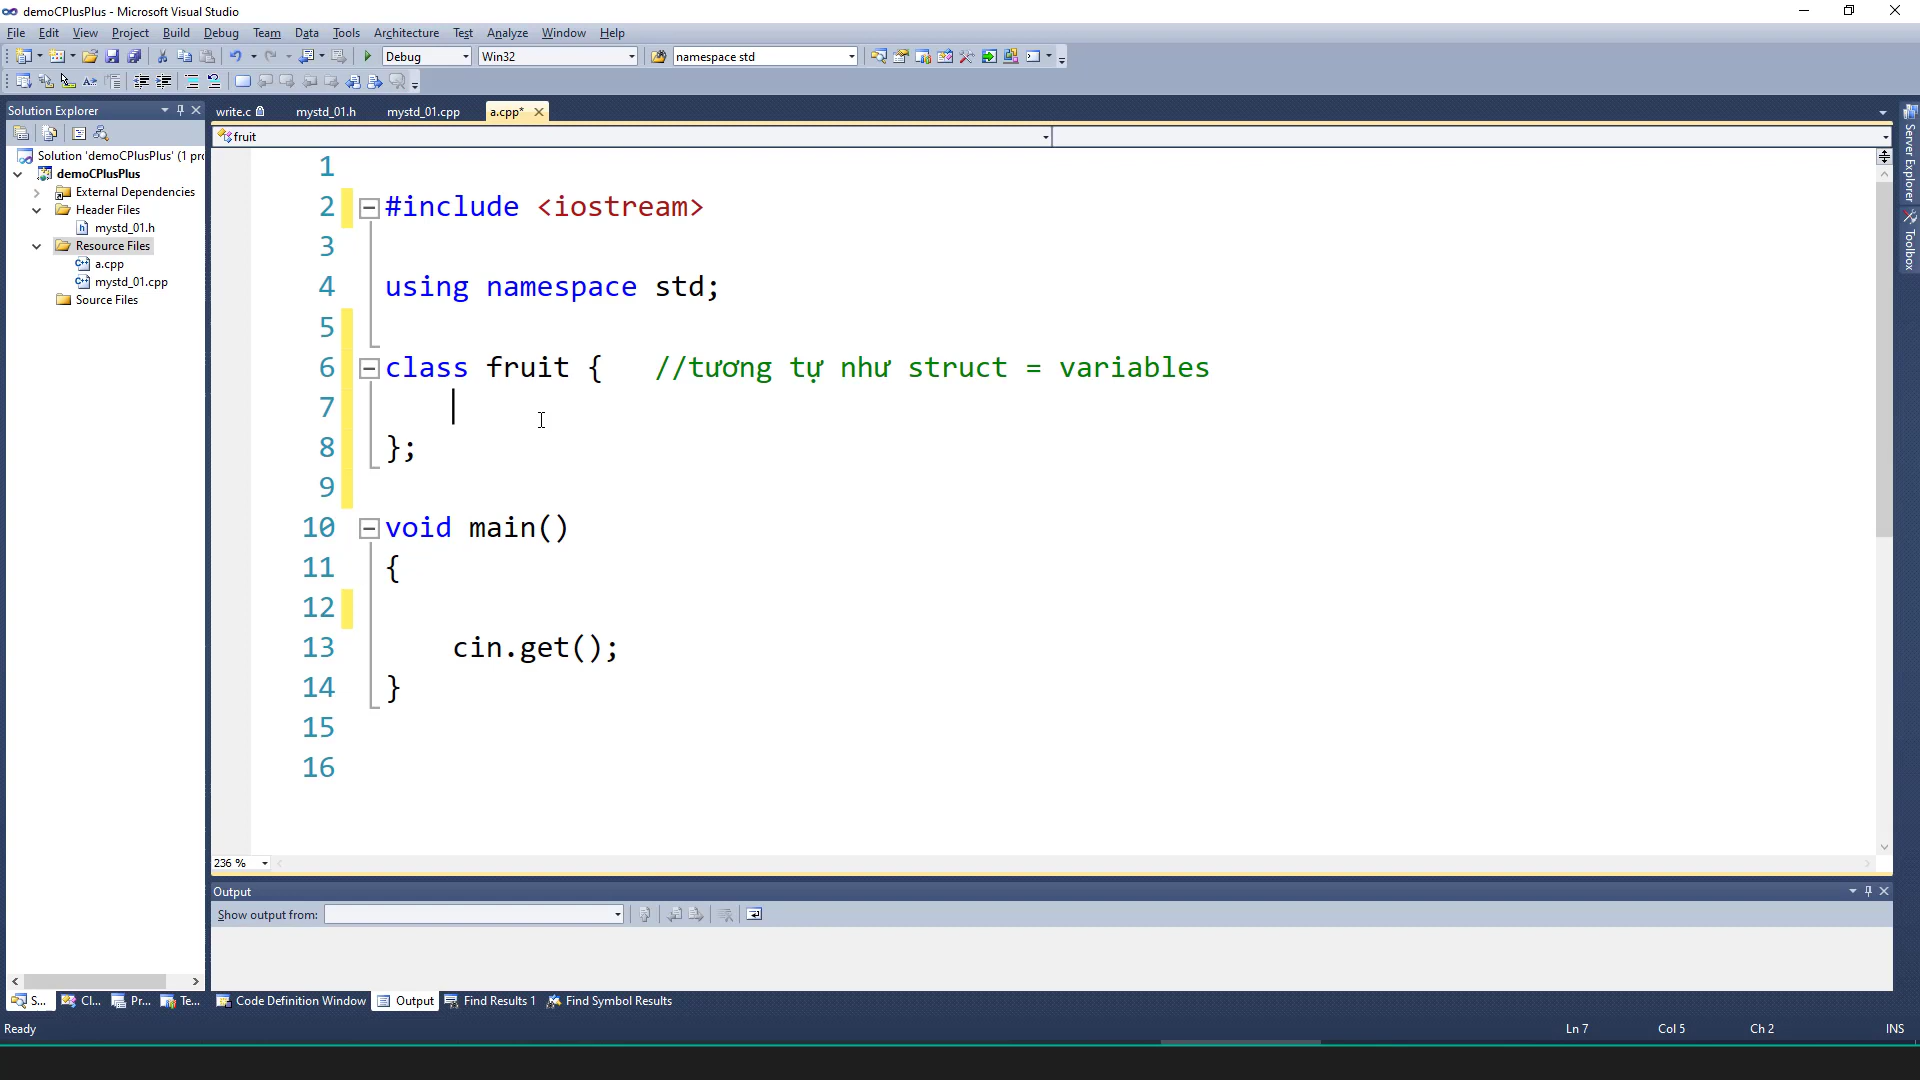 demoCPlusPlus - Microsoft Visual Studio
File Edit View Project Build Debug Team Data Tools Architecture Test Analyze Window Help
Debug Win32 namespace std
Solution Explorer
write.c mystd_01.h mystd_01.cpp a.cpp*
fruit
Solution 'demoCPlusPlus' (1 pro
demoCPlusPlus
External Dependencies
Header Files
mystd_01.h
Resource Files
a.cpp
mystd_01.cpp
Source Files
1
2 #include <iostream>
3
4 using namespace std;
5
6 class fruit { //tương tự như struct = variables
7
8 };
9
10 void main()
11 {
12
13 cin.get();
14 }
15
16
236 %
Server Explorer
Toolbox
Output
Show output from:
S... Cl... Pr... Te... Code Definition Window Output Find Results 1 Find Symbol Results
Ready Ln 7 Col 5 Ch 2 INS